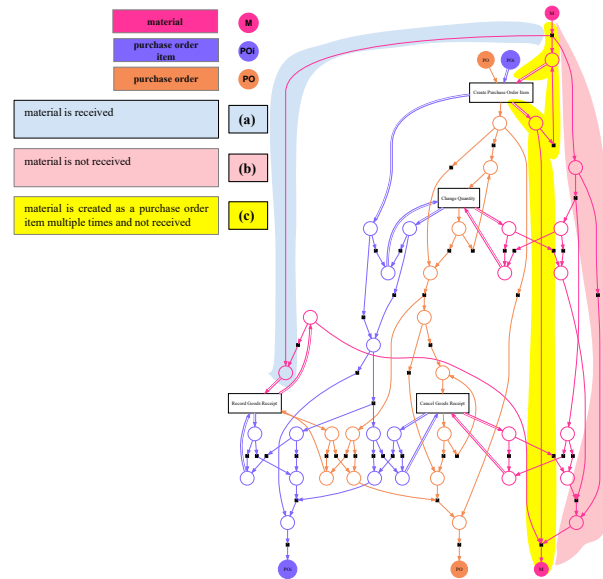 material M
purchase order item POi
purchase order PO
material is received (a)
material is not received (b)
material is created as a purchase order
item multiple times and not received (c)
M
PO POi
Create Purchase Order Item
Change Quantity
Record Goods Receipt Cancel Goods Receipt
POi PO M